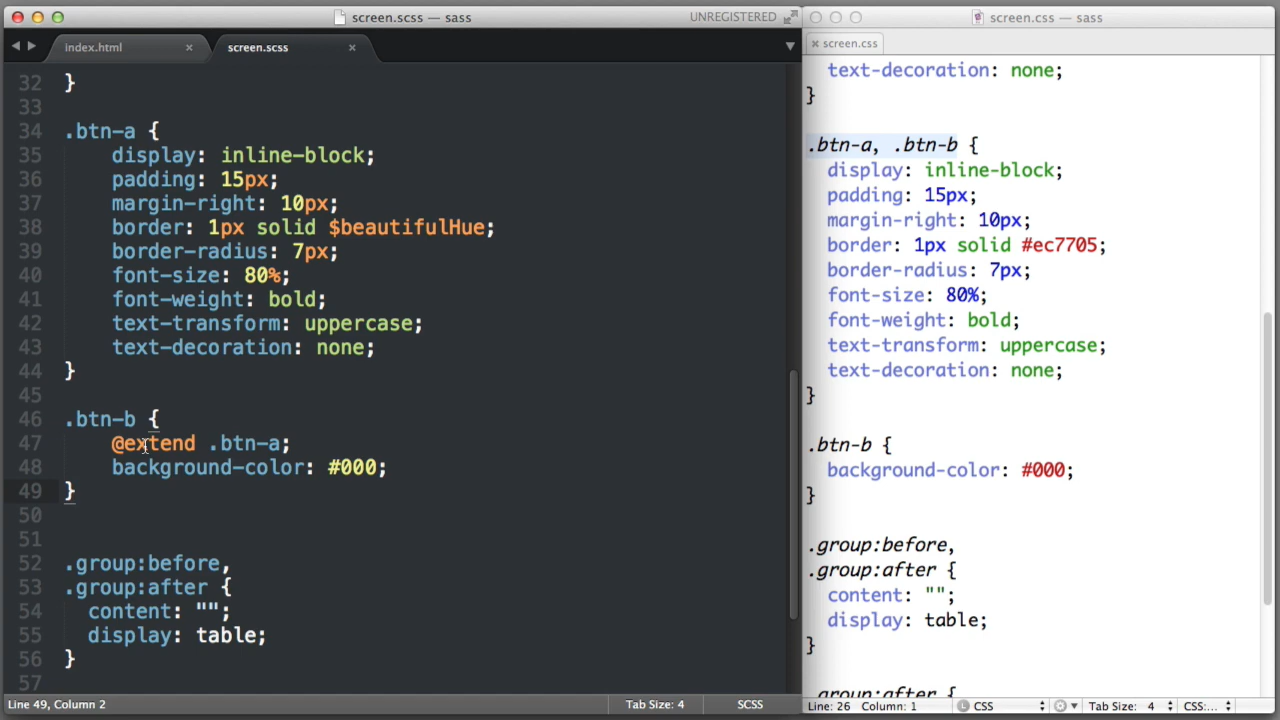 screen.scss — sass
UNREGISTERED
index.html
screen.scss
32 }
33
34 .btn-a {
35 display: inline-block;
36 padding: 15px;
37 margin-right: 10px;
38 border: 1px solid $beautifulHue;
39 border-radius: 7px;
40 font-size: 80%;
41 font-weight: bold;
42 text-transform: uppercase;
43 text-decoration: none;
44 }
45
46 .btn-b {
47 @extend .btn-a;
48 background-color: #000;
49 }
50
51
52 .group:before,
53 .group:after {
54 content: "";
55 display: table;
56 }
57
Line 49, Column 2
Tab Size: 4
SCSS
screen.css — sass
screen.css
text-decoration: none;
}
.btn-a, .btn-b {
display: inline-block;
padding: 15px;
margin-right: 10px;
border: 1px solid #ec7705;
border-radius: 7px;
font-size: 80%;
font-weight: bold;
text-transform: uppercase;
text-decoration: none;
}
.btn-b {
background-color: #000;
}
.group:before,
.group:after {
content: "";
display: table;
}
.group:after {
Line: 26 Column: 1
L CSS
Tab Size: 4
CSS:...